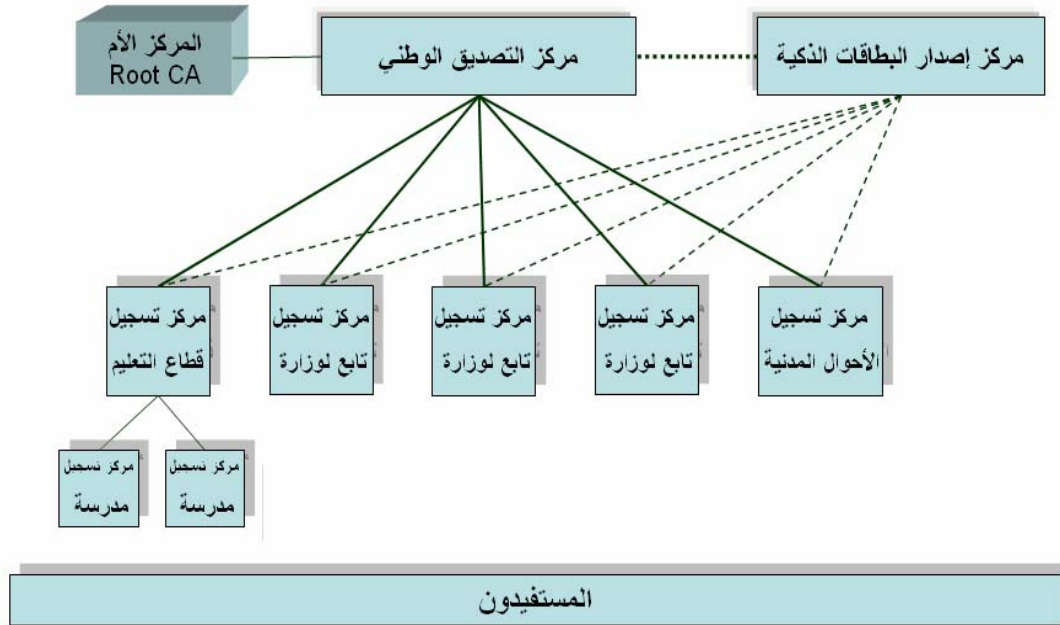 مركز إصدار البطاقات الذكية
مركز التصديق الوطني
المركز الأم
Root CA
مركز تسجيل
الأحوال المدنية
مركز تسجيل
تابع لوزارة
مركز تسجيل
تابع لوزارة
مركز تسجيل
تابع لوزارة
مركز تسجيل
قطاع التعليم
مركز تسجيل
مدرسة
مركز تسجيل
مدرسة
المستفيدون